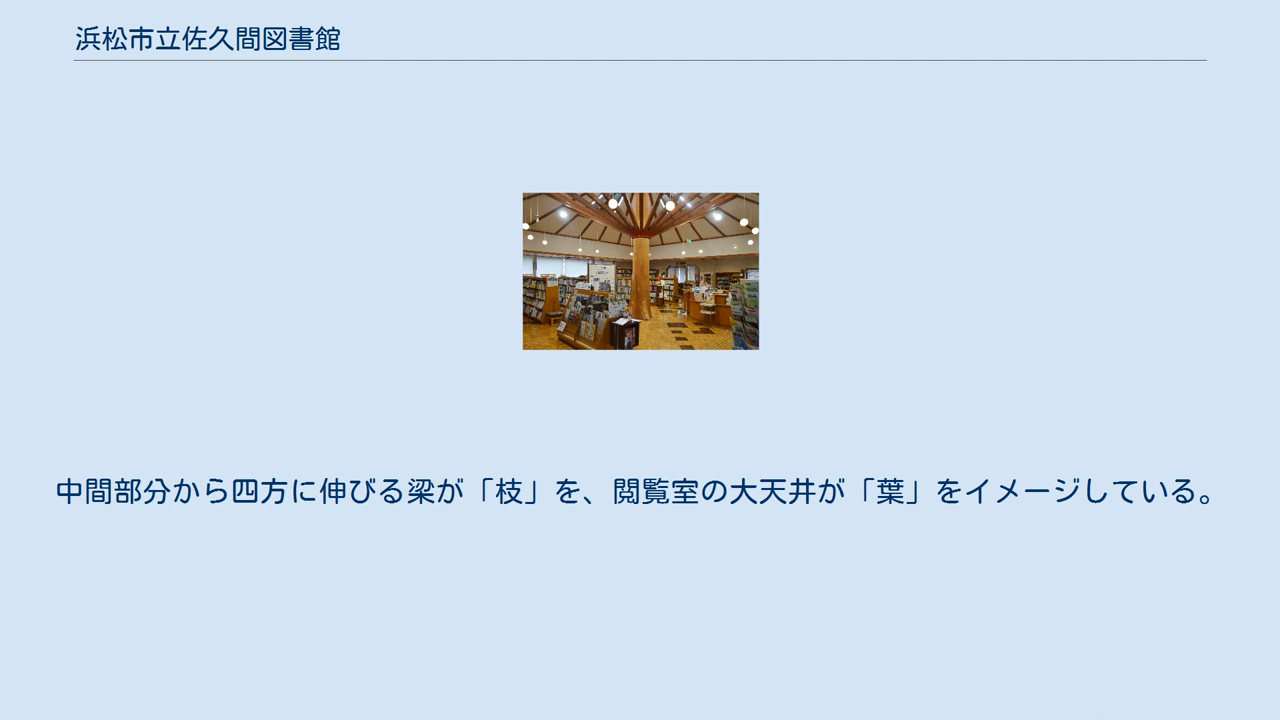 浜松市立佐久間図書館
中間部分から四方に伸びる梁が「枝」を、閲覧室の大天井が「葉」をイメージしている。